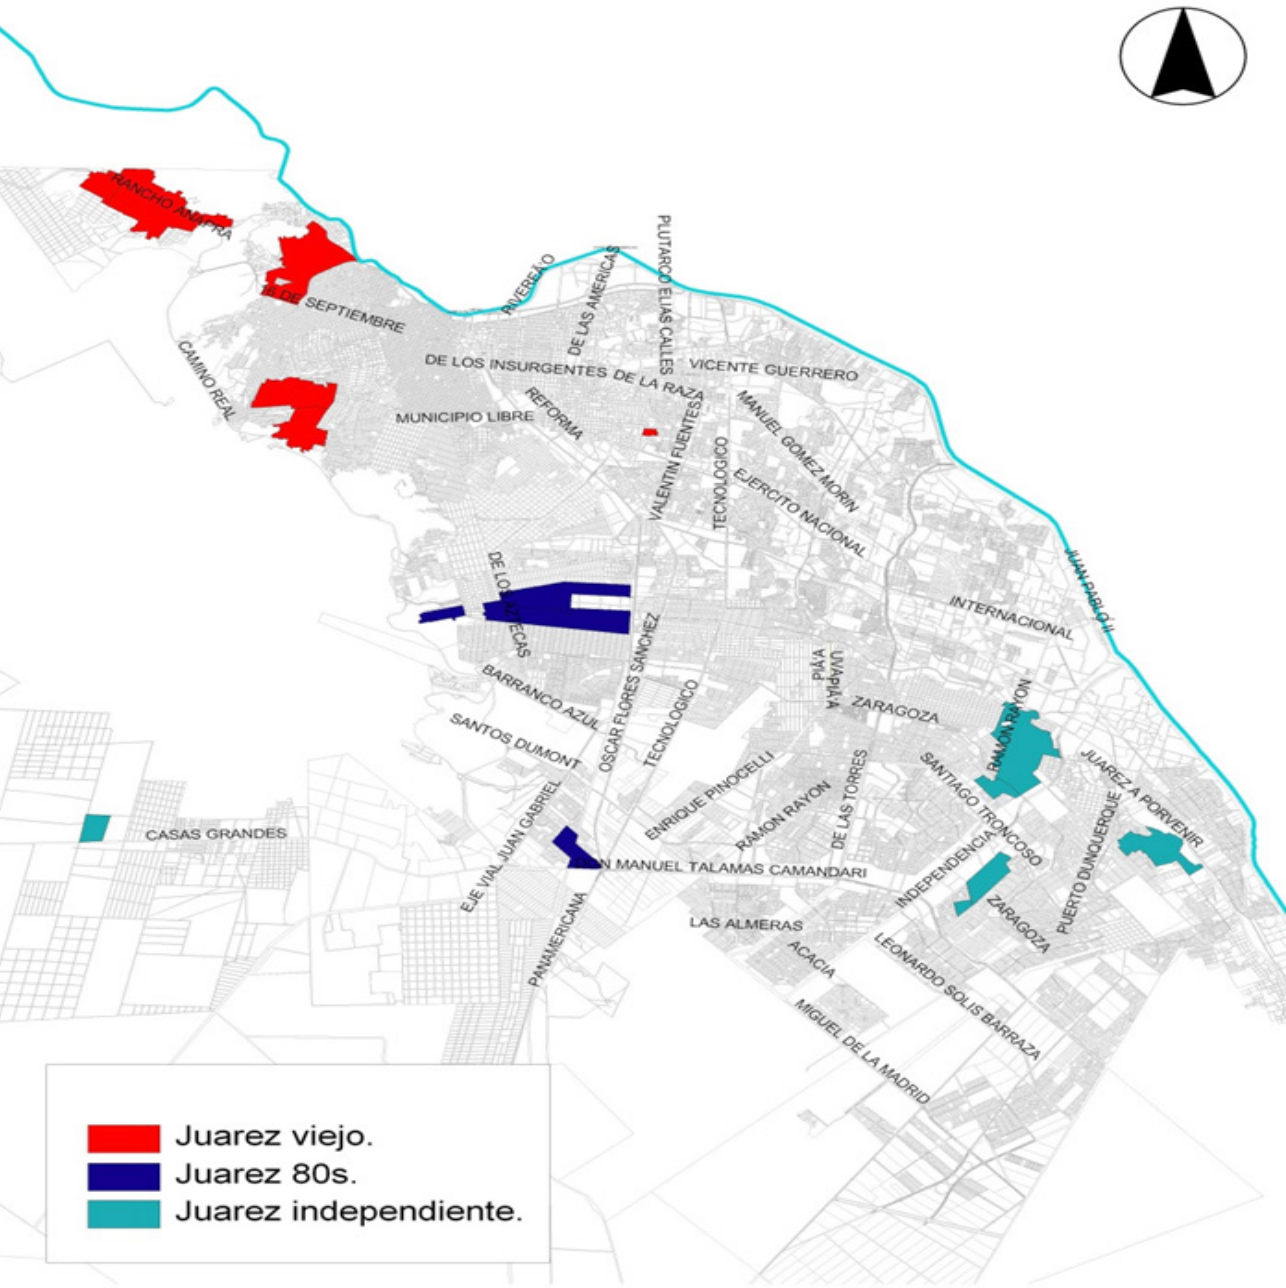 RANCHO ANAPRA
PLUTARCO ELIAS CALLES
RIVEREÃ'O
DE LAS AMERICAS
16 DE SEPTIEMBRE
CAMINO REAL
DE LOS INSURGENTES
DE LA RAZA
VICENTE GUERRERO
REFORMA
MUNICIPIO LIBRE
VALENTIN FUENTES
TECNOLOGICO
MANUEL GOMEZ MORIN
EJERCITO NACIONAL
JUAN PABLO II
DE LOS AZTECAS
INTERNACIONAL
OSCAR FLORES SANCHEZ
BARRANCO AZUL
TECNOLOGICO
PIÃ'A
UVAPIÃ'A
ZARAGOZA
RAMON RAYON
SANTOS DUMONT
SANTIAGO TRONCOSO
JUAREZ A PORVENIR
ENRIQUE PINOCELLI
RAMON RAYON
DE LAS TORRES
PUERTO DUNQUERQUE
CASAS GRANDES
EJE VIAL JUAN GABRIEL
JUAN MANUEL TALAMAS CAMANDARI
INDEPENDENCIA
ZARAGOZA
PANAMERICANA
LAS ALMERAS
ACACIA
LEONARDO SOLIS BARRAZA
MIGUEL DE LA MADRID
Juarez viejo.
Juarez 80s.
Juarez independiente.